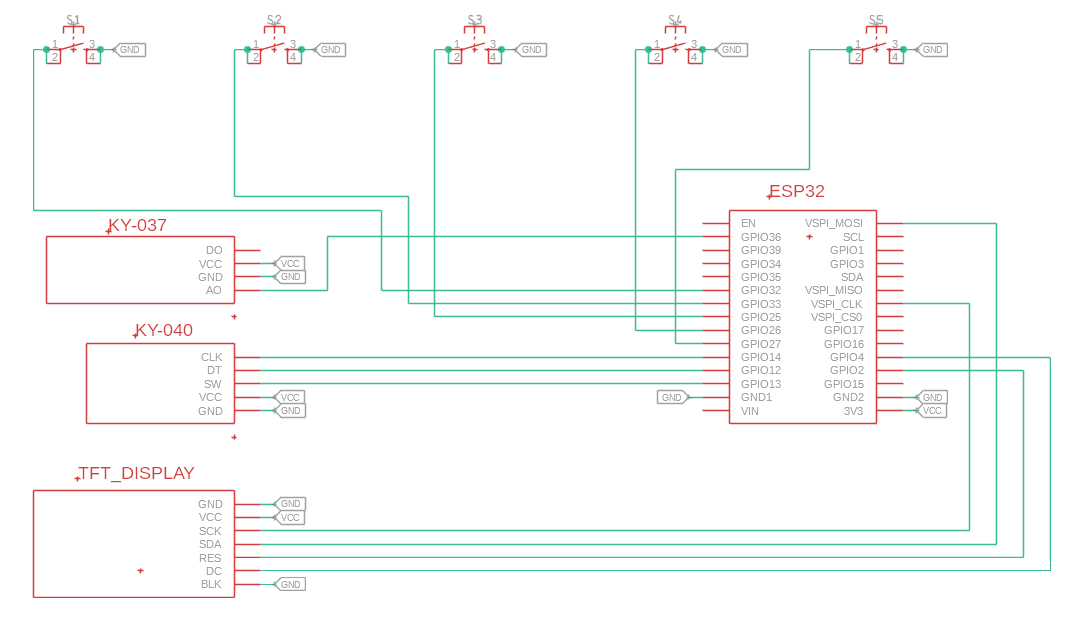 S1 S2 S3 S4 S5
1 3 GND 1 3 GND 1 3 GND 1 3 GND 1 3 GND
2 4 2 4 2 4 2 4 2 4
ESP32
KY-037
DO
VCC VCC
GND GND
AO
KY-040
CLK
DT
SW
VCC VCC
GND GND
EN VSPI_MOSI
GPIO36 SCL
GPIO39 GPIO1
GPIO34 GPIO3
GPIO35 SDA
GPIO32 VSPI_MISO
GPIO33 VSPI_CLK
GPIO25 VSPI_CS0
GPIO26 GPIO17
GPIO27 GPIO16
GPIO14 GPIO4
GPIO12 GPIO2
GPIO13 GPIO15
GND GND1 GND2 GND
VIN 3V3 VCC
TFT_DISPLAY
GND GND
VCC VCC
SCK
SDA
RES
DC
BLK GND